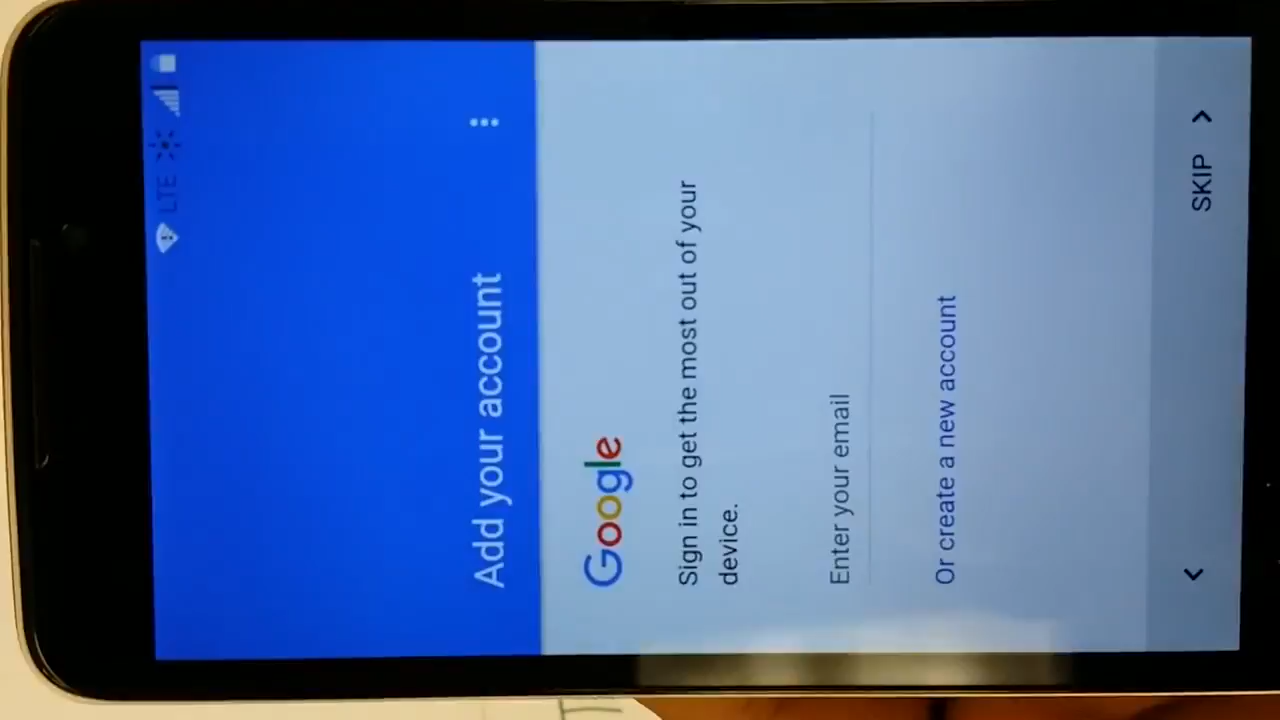 LTE
Add your account
Google
Sign in to get the most out of your
device.
Enter your email
Or create a new account
SKIP